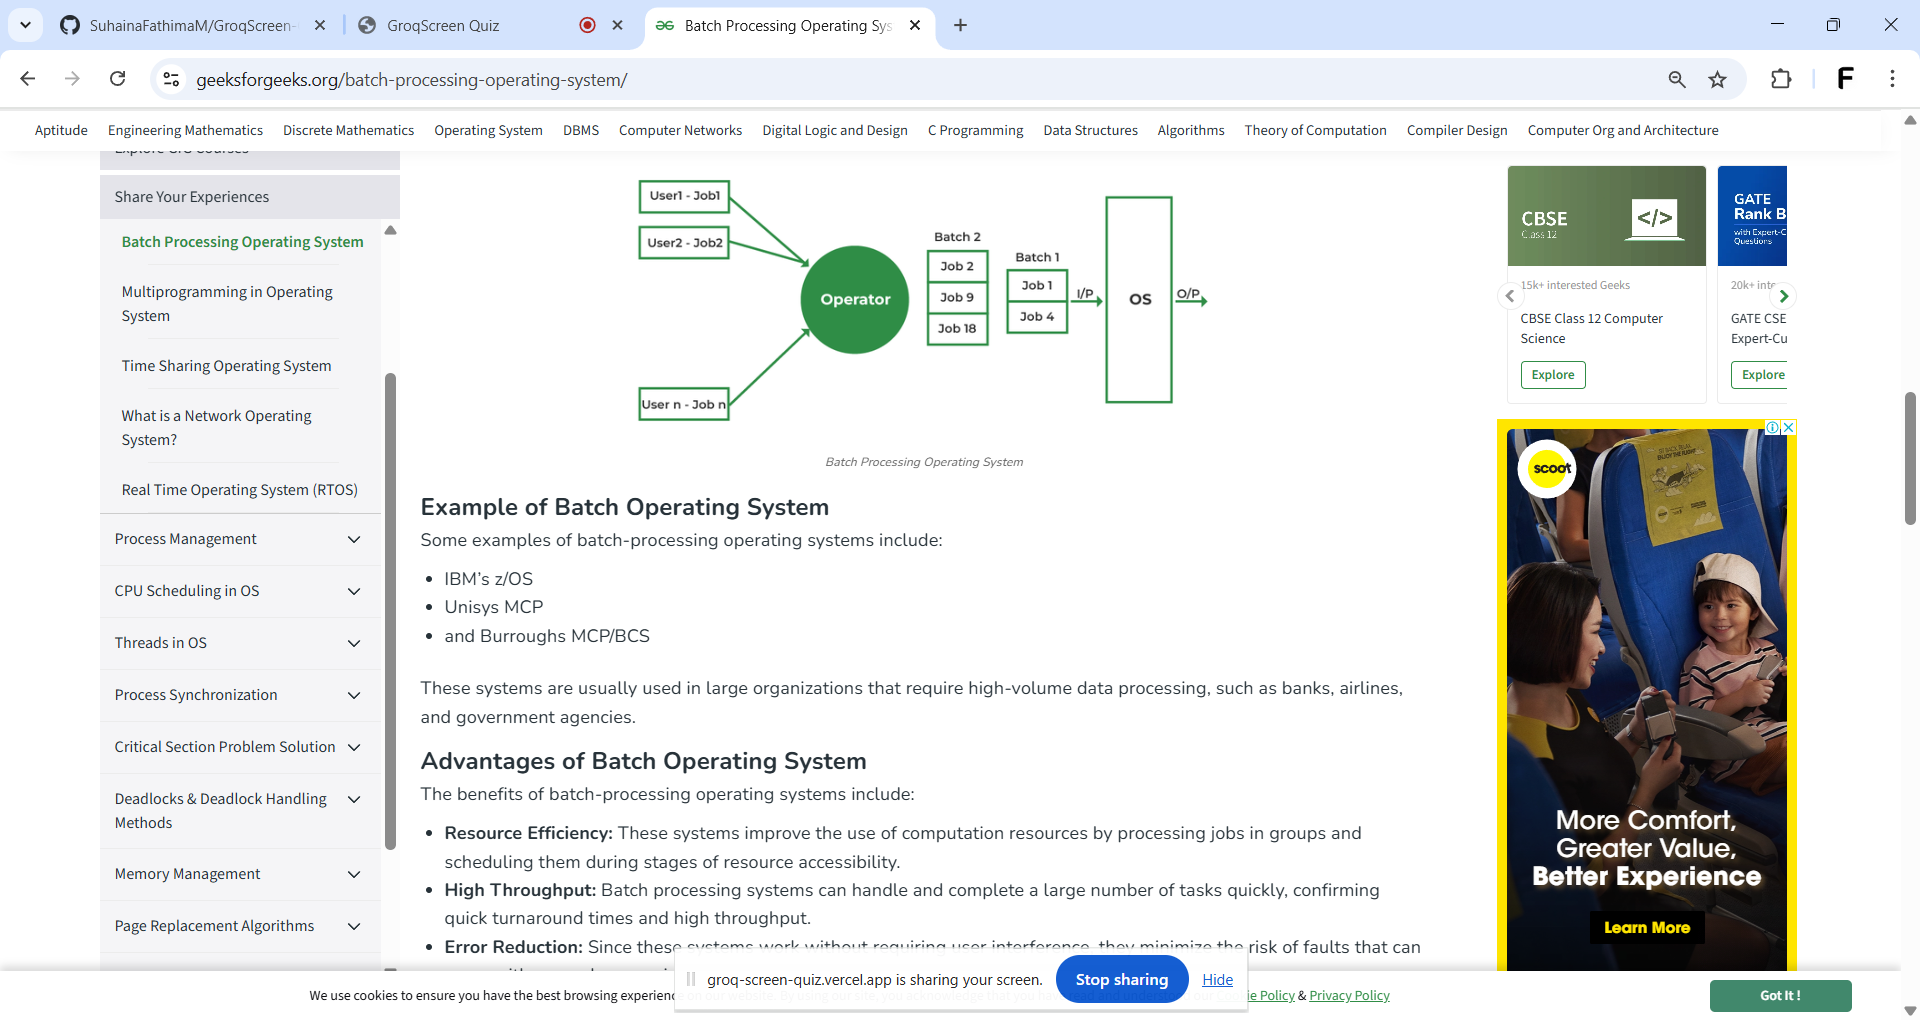 SuhainaFathimaM/GroqScreen-
GroqScreen Quiz
Batch Processing Operating Sys
geeksforgeeks.org/batch-processing-operating-system/
F
Aptitude Engineering Mathematics Discrete Mathematics Operating System DBMS Computer Networks Digital Logic and Design C Programming Data Structures Algorithms Theory of Computation Compiler Design Computer Org and Architecture
Share Your Experiences
Batch Processing Operating System
Multiprogramming in Operating
System
Time Sharing Operating System
What is a Network Operating
System?
Real Time Operating System (RTOS)
Process Management
CPU Scheduling in OS
Threads in OS
Process Synchronization
Critical Section Problem Solution
Deadlocks & Deadlock Handling
Methods
Memory Management
Page Replacement Algorithms
User1 - Job1
User2 - Job2
User n - Job n
Operator
Batch 2
Job 2
Job 9
Job 18
Batch 1
Job 1
Job 4
I/P
OS
O/P
Batch Processing Operating System
Example of Batch Operating System
Some examples of batch-processing operating systems include:
• IBM's z/OS
• Unisys MCP
• and Burroughs MCP/BCS
These systems are usually used in large organizations that require high-volume data processing, such as banks, airlines,
and government agencies.
Advantages of Batch Operating System
The benefits of batch-processing operating systems include:
• Resource Efficiency: These systems improve the use of computation resources by processing jobs in groups and
scheduling them during stages of resource accessibility.
• High Throughput: Batch processing systems can handle and complete a large number of tasks quickly, confirming
quick turnaround times and high throughput.
• Error Reduction: Since these systems work without requiring user interference, they minimize the risk of faults that can
CBSE
Class 12
</>
15k+ interested Geeks
CBSE Class 12 Computer
Science
Explore
GATE
Rank B
with Expert-C
Questions
20k+ inte
GATE CSE
Expert-Cu
Explore
scoot
More Comfort,
Greater Value,
Better Experience
Learn More
groq-screen-quiz.vercel.app is sharing your screen.
Stop sharing
Hide
We use cookies to ensure you have the best browsing experienc
ie Policy & Privacy Policy
Got It !